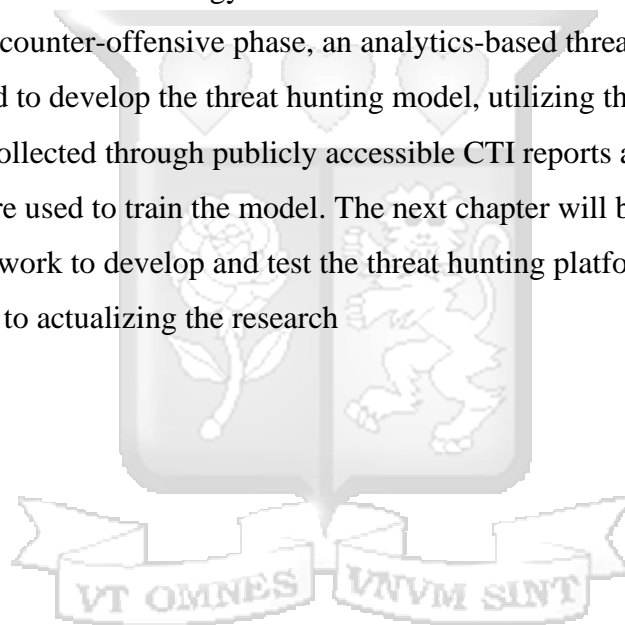 counter-offensive phase, an analytics-based threa
d to develop the threat hunting model, utilizing th
ollected through publicly accessible CTI reports a
re used to train the model. The next chapter will b
work to develop and test the threat hunting platfo
to actualizing the research
VT OMNES VNVM SINT